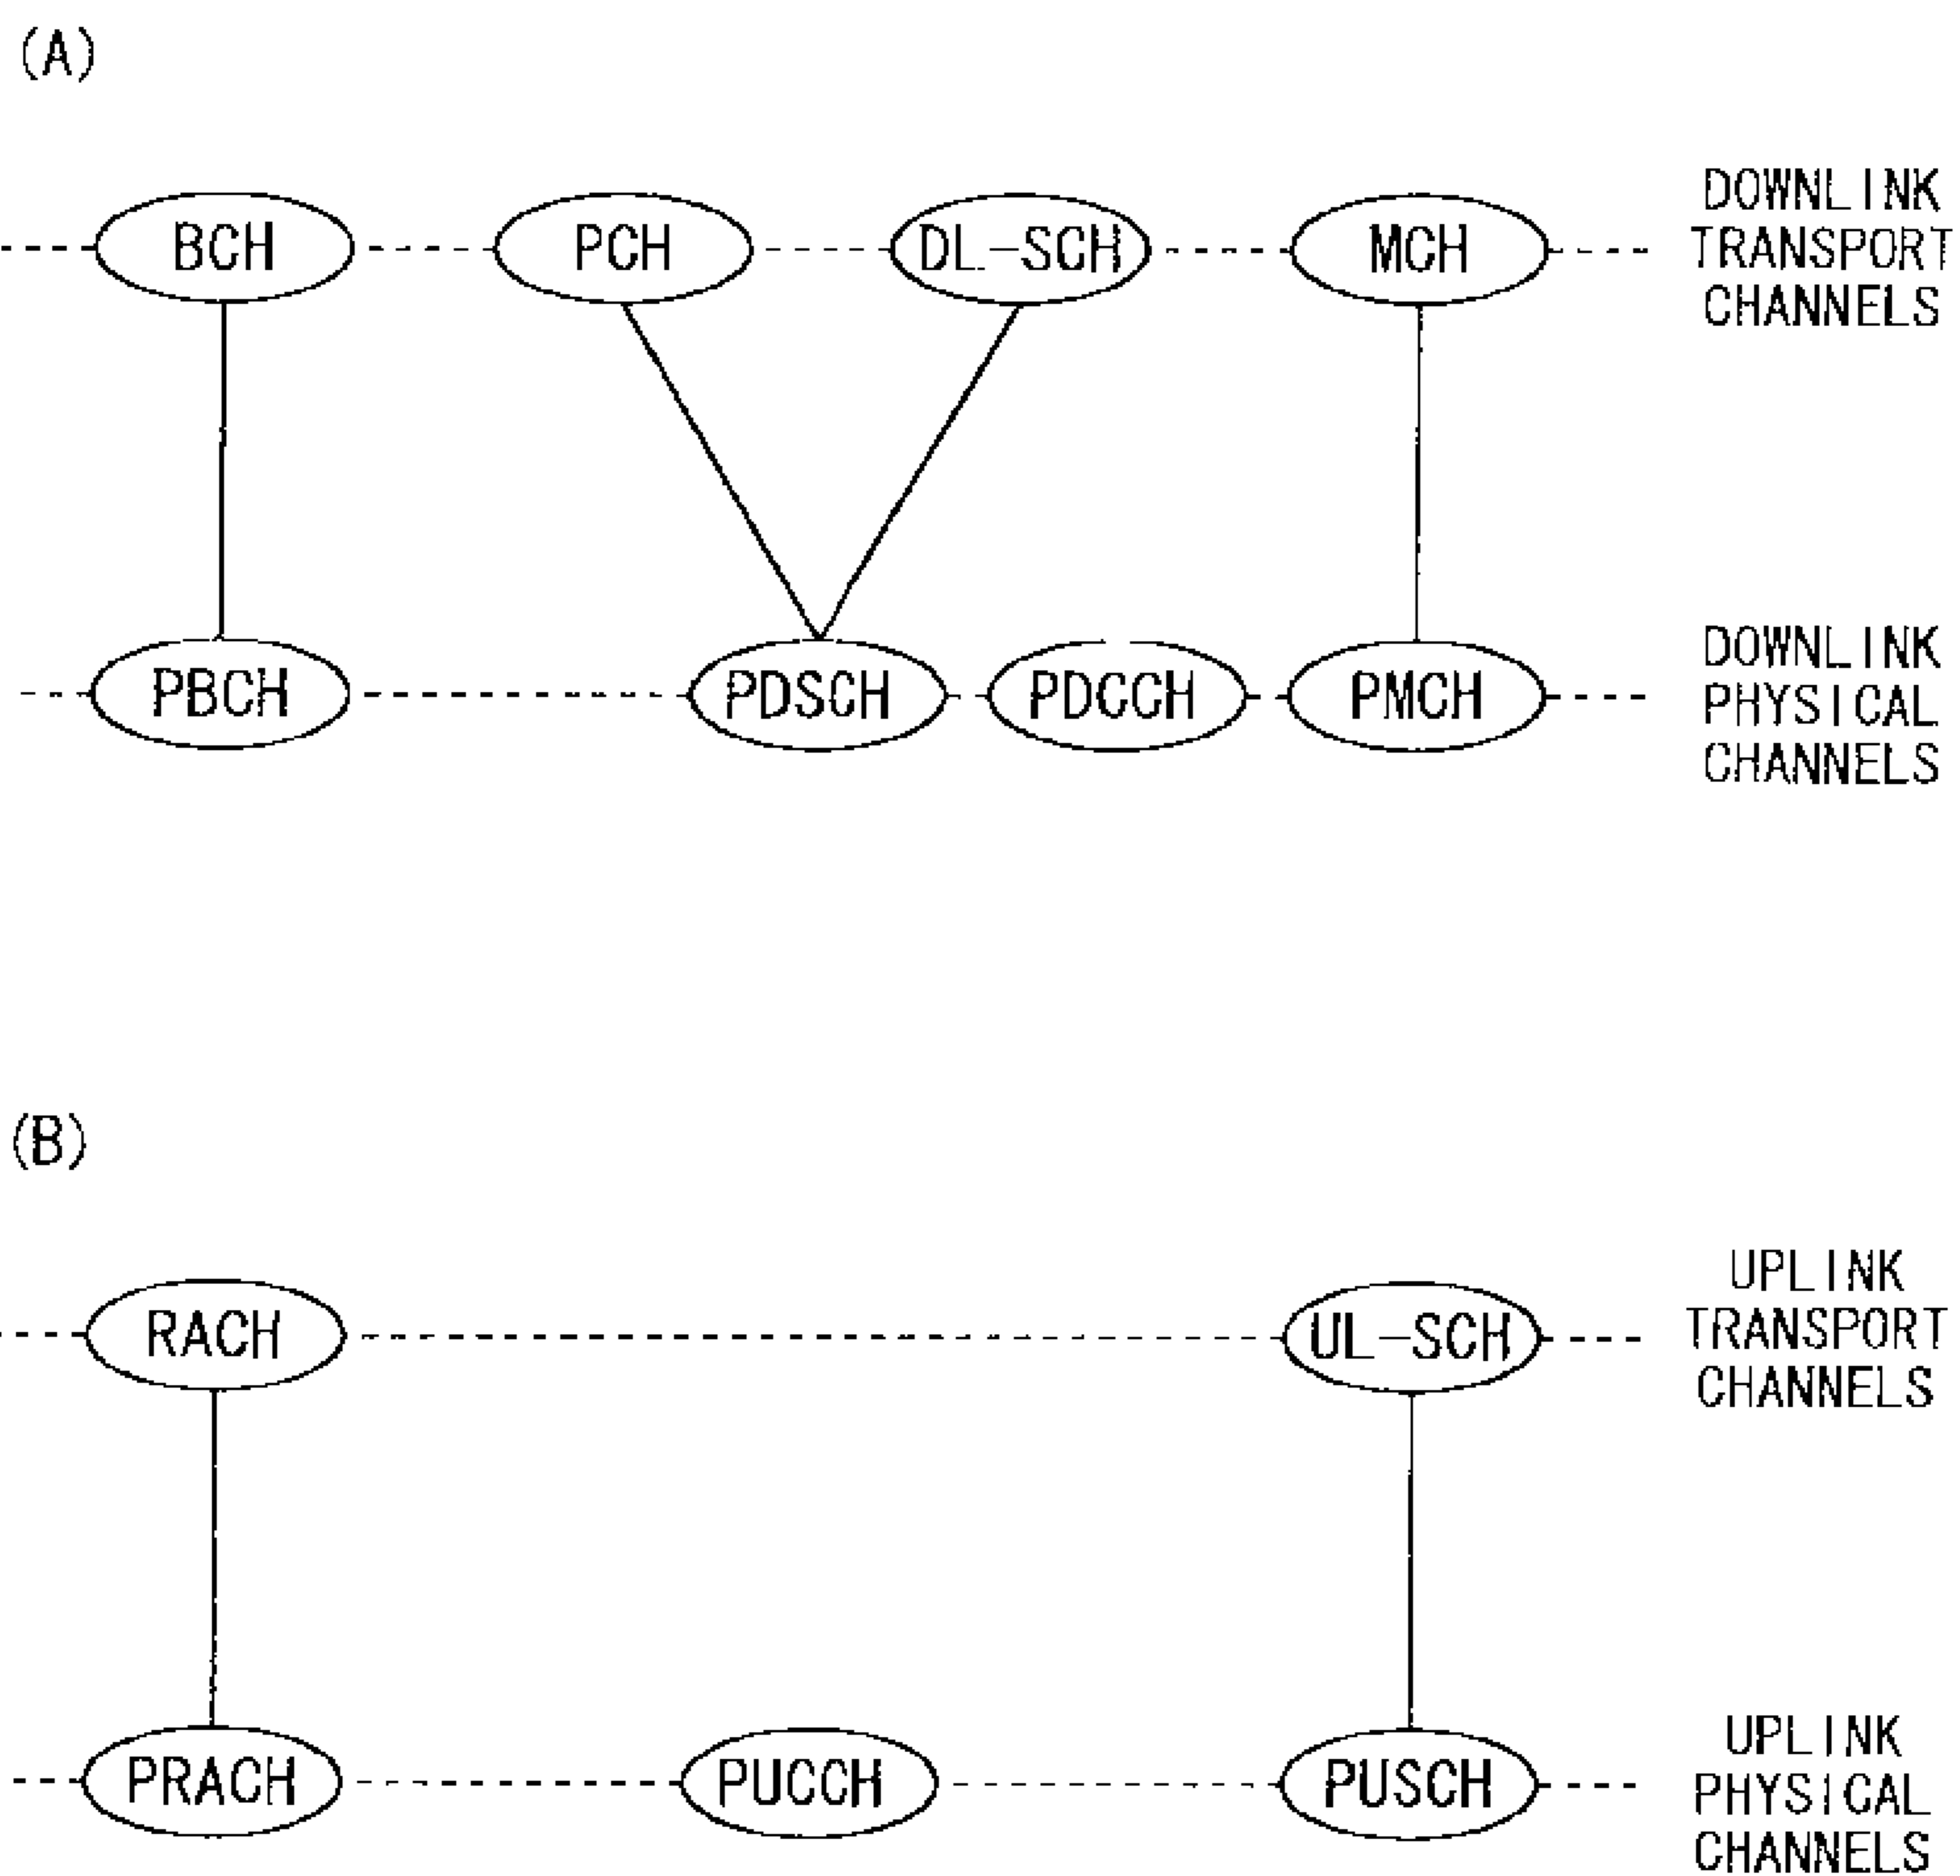 (A)
BCH
PCH
DL-SCH
MCH
DOWNLINK
TRANSPORT
CHANNELS
PBCH
PDSCH
PDCCH
PMCH
DOWNLINK
PHYSICAL
CHANNELS
(B)
RACH
UL-SCH
UPLINK
TRANSPORT
CHANNELS
PRACH
PUCCH
PUSCH
UPLINK
PHYSICAL
CHANNELS